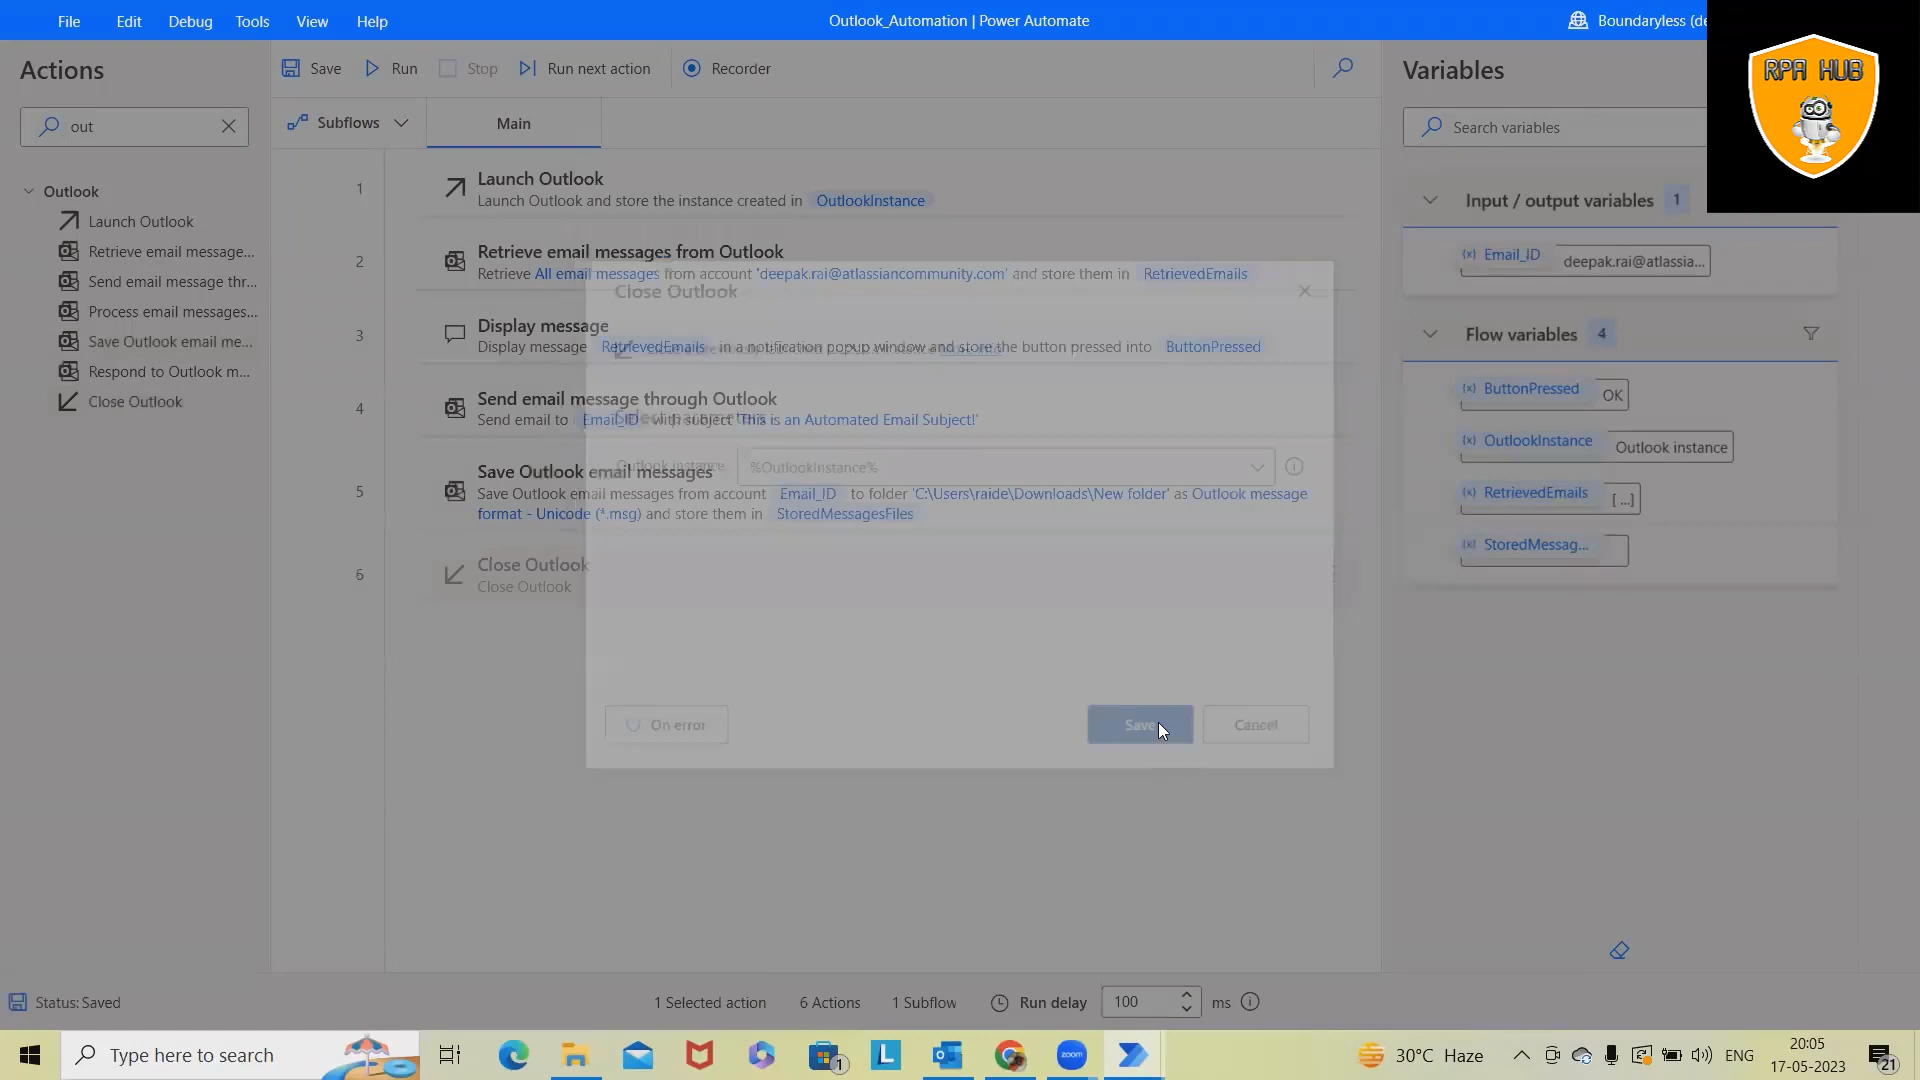 File Edit Debug Tools View Help
Outlook_Automation | Power Automate
Boundaryless (de
RPA HUB
Actions
out
Outlook
Launch Outlook
Retrieve email message...
Send email message thr...
Process email messages...
Save Outlook email me...
Respond to Outlook m...
Close Outlook
Save Run Stop Run next action Recorder
Subflows Main
1 Launch Outlook
Launch Outlook and store the instance created in OutlookInstance
2 Retrieve email messages from Outlook
Retrieve All email messages from account 'deepak.rai@atlassiancommunity.com' and store them in RetrievedEmails
3 Display message
Display message RetrievedEmails in a notification popup window and store the button pressed into ButtonPressed
4 Send email message through Outlook
Send email to Email_ID with subject 'This is an Automated Email Subject!'
5 Save Outlook email messages
Save Outlook email messages from account Email_ID to folder 'C:\Users\raide\Downloads\New folder' as Outlook message
format - Unicode (*.msg) and store them in StoredMessagesFiles
6 Close Outlook
Close Outlook
Close Outlook
Select parameters
Outlook instance %OutlookInstance%
On error Save Cancel
Variables
Search variables
Input / output variables 1
Email_ID deepak.rai@atlassia...
Flow variables 4
ButtonPressed OK
OutlookInstance Outlook instance
RetrievedEmails [ ...]
StoredMessag...
Status: Saved 1 Selected action 6 Actions 1 Subflow Run delay 100 ms
Type here to search
zoom
30°C Haze ENG
20:05
17-05-2023
21